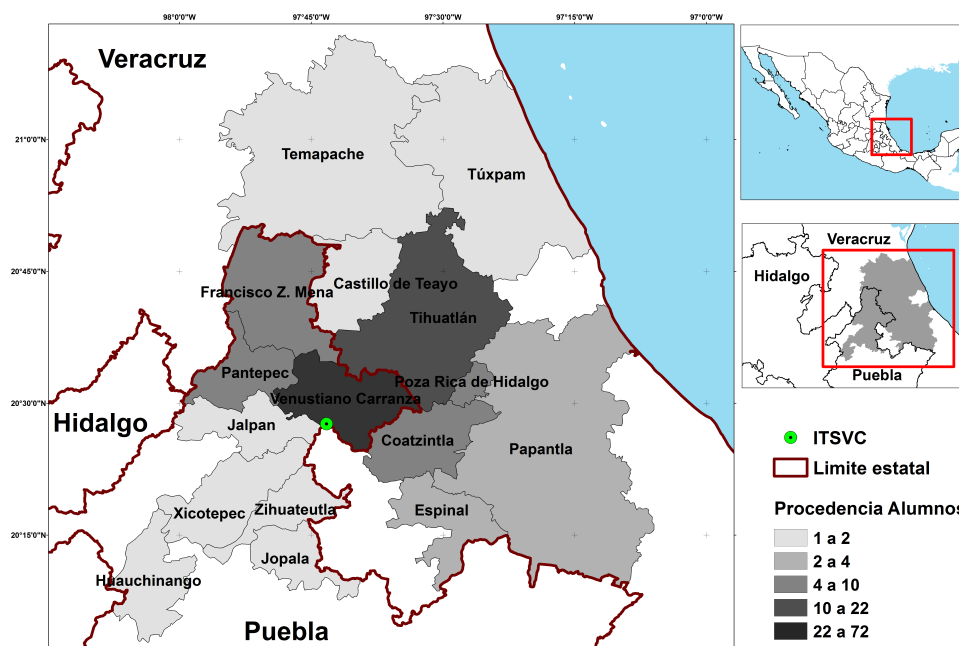 98°0'0"W
97°45'0"W
97°30'0"W
97°15'0"W
97°0'0"W
21°0'0"N
20°45'0"N
20°30'0"N
20°15'0"N
Veracruz
Temapache
Túxpam
Castillo de Teayo
Francisco Z. Mena
Tihuatlán
Pantepec
Poza Rica de Hidalgo
Venustiano Carranza
Hidalgo
Jalpan
Coatzintla
Papantla
Xicotepec
Zihuateutla
Espinal
Jopala
Huauchinango
Puebla
Veracruz
Hidalgo
Puebla
ITSVC
Limite estatal
Procedencia Alumnos
1 a 2
2 a 4
4 a 10
10 a 22
22 a 72